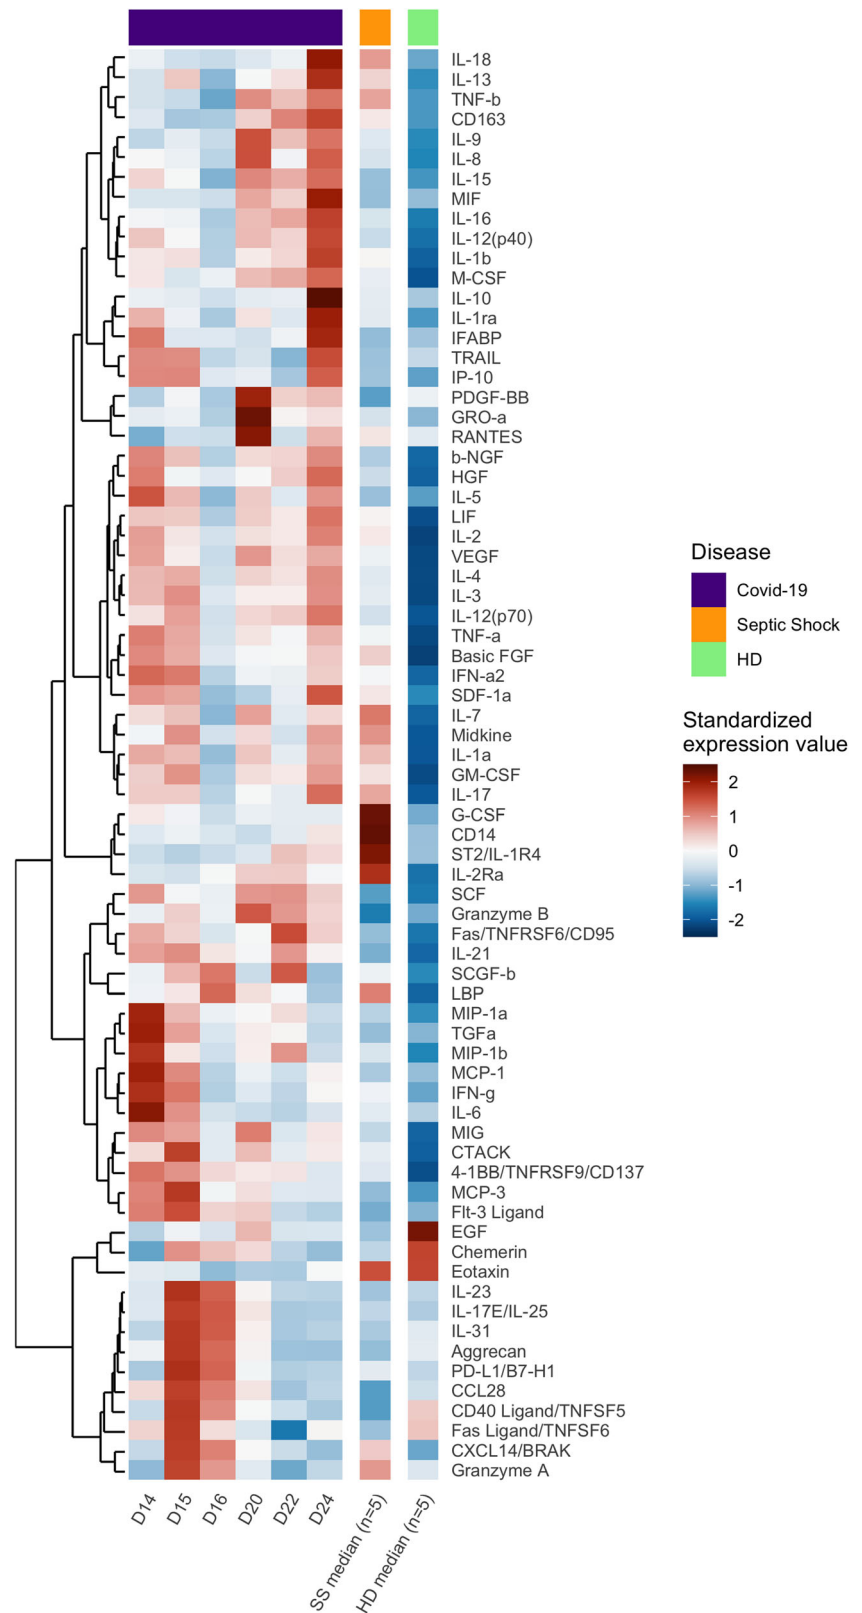 IL-18
IL-13
TNF-b
CD163
IL-9
IL-8
IL-15
MIF
IL-16
IL-12(p40)
IL-1b
M-CSF
IL-10
IL-1ra
IFABP
TRAIL
IP-10
PDGF-BB
GRO-a
RANTES
b-NGF
HGF
IL-5
LIF
IL-2
VEGF
IL-4
IL-3
IL-12(p70)
TNF-a
Basic FGF
IFN-a2
SDF-1a
IL-7
Midkine
IL-1a
GM-CSF
IL-17
G-CSF
CD14
ST2/IL-1R4
IL-2Ra
SCF
Granzyme B
Fas/TNFRSF6/CD95
IL-21
SCGF-b
LBP
MIP-1a
TGFa
MIP-1b
MCP-1
IFN-g
IL-6
MIG
CTACK
4-1BB/TNFRSF9/CD137
MCP-3
Flt-3 Ligand
EGF
Chemerin
Eotaxin
IL-23
IL-17E/IL-25
IL-31
Aggrecan
PD-L1/B7-H1
CCL28
CD40 Ligand/TNFSF5
Fas Ligand/TNFSF6
CXCL14/BRAK
Granzyme A
D14
D15
D16
D20
D22
D24
SS median (n=5)
HD median (n=5)
Disease
Covid-19
Septic Shock
HD
Standardized
expression value
2
1
0
-1
-2